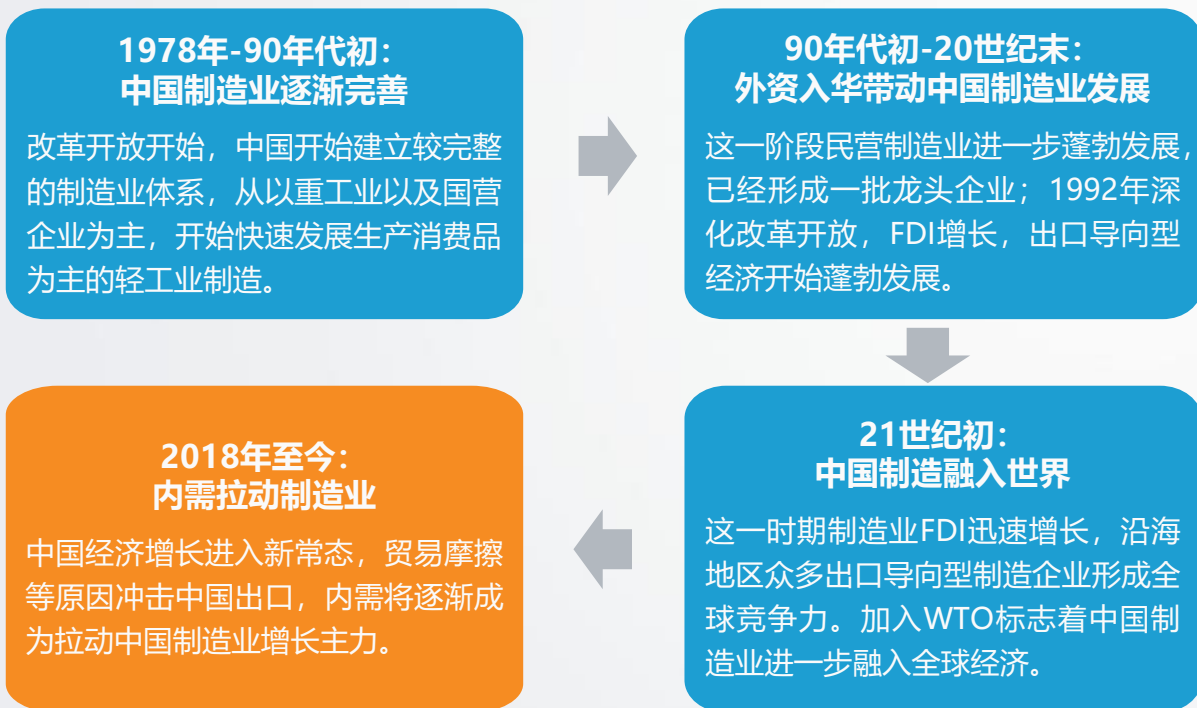 1978年-90年代初：
中国制造业逐渐完善
改革开放开始，中国开始建立较完整
的制造业体系，从以重工业以及国营
企业为主，开始快速发展生产消费品
为主的轻工业制造。
90年代初-20世纪末：
外资入华带动中国制造业发展
这一阶段民营制造业进一步蓬勃发展，
已经形成一批龙头企业；1992年深
化改革开放，FDI增长，出口导向型
经济开始蓬勃发展。
21世纪初：
中国制造融入世界
这一时期制造业FDI迅速增长，沿海
地区众多出口导向型制造企业形成全
球竞争力。加入WTO标志着中国制
造业进一步融入全球经济。
2018年至今：
内需拉动制造业
中国经济增长进入新常态，贸易摩擦
等原因冲击中国出口，内需将逐渐成
为拉动中国制造业增长主力。